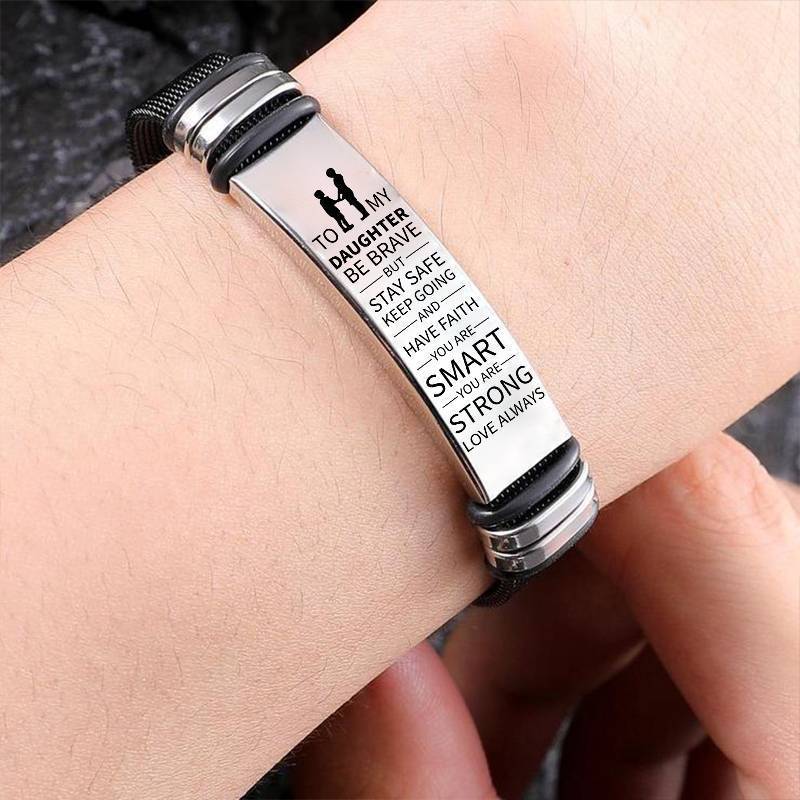 TO MY
DAUGHTER
BE BRAVE
BUT
STAY SAFE
KEEP GOING
AND
HAVE FAITH
YOU ARE
SMART
YOU ARE
STRONG
LOVE ALWAYS